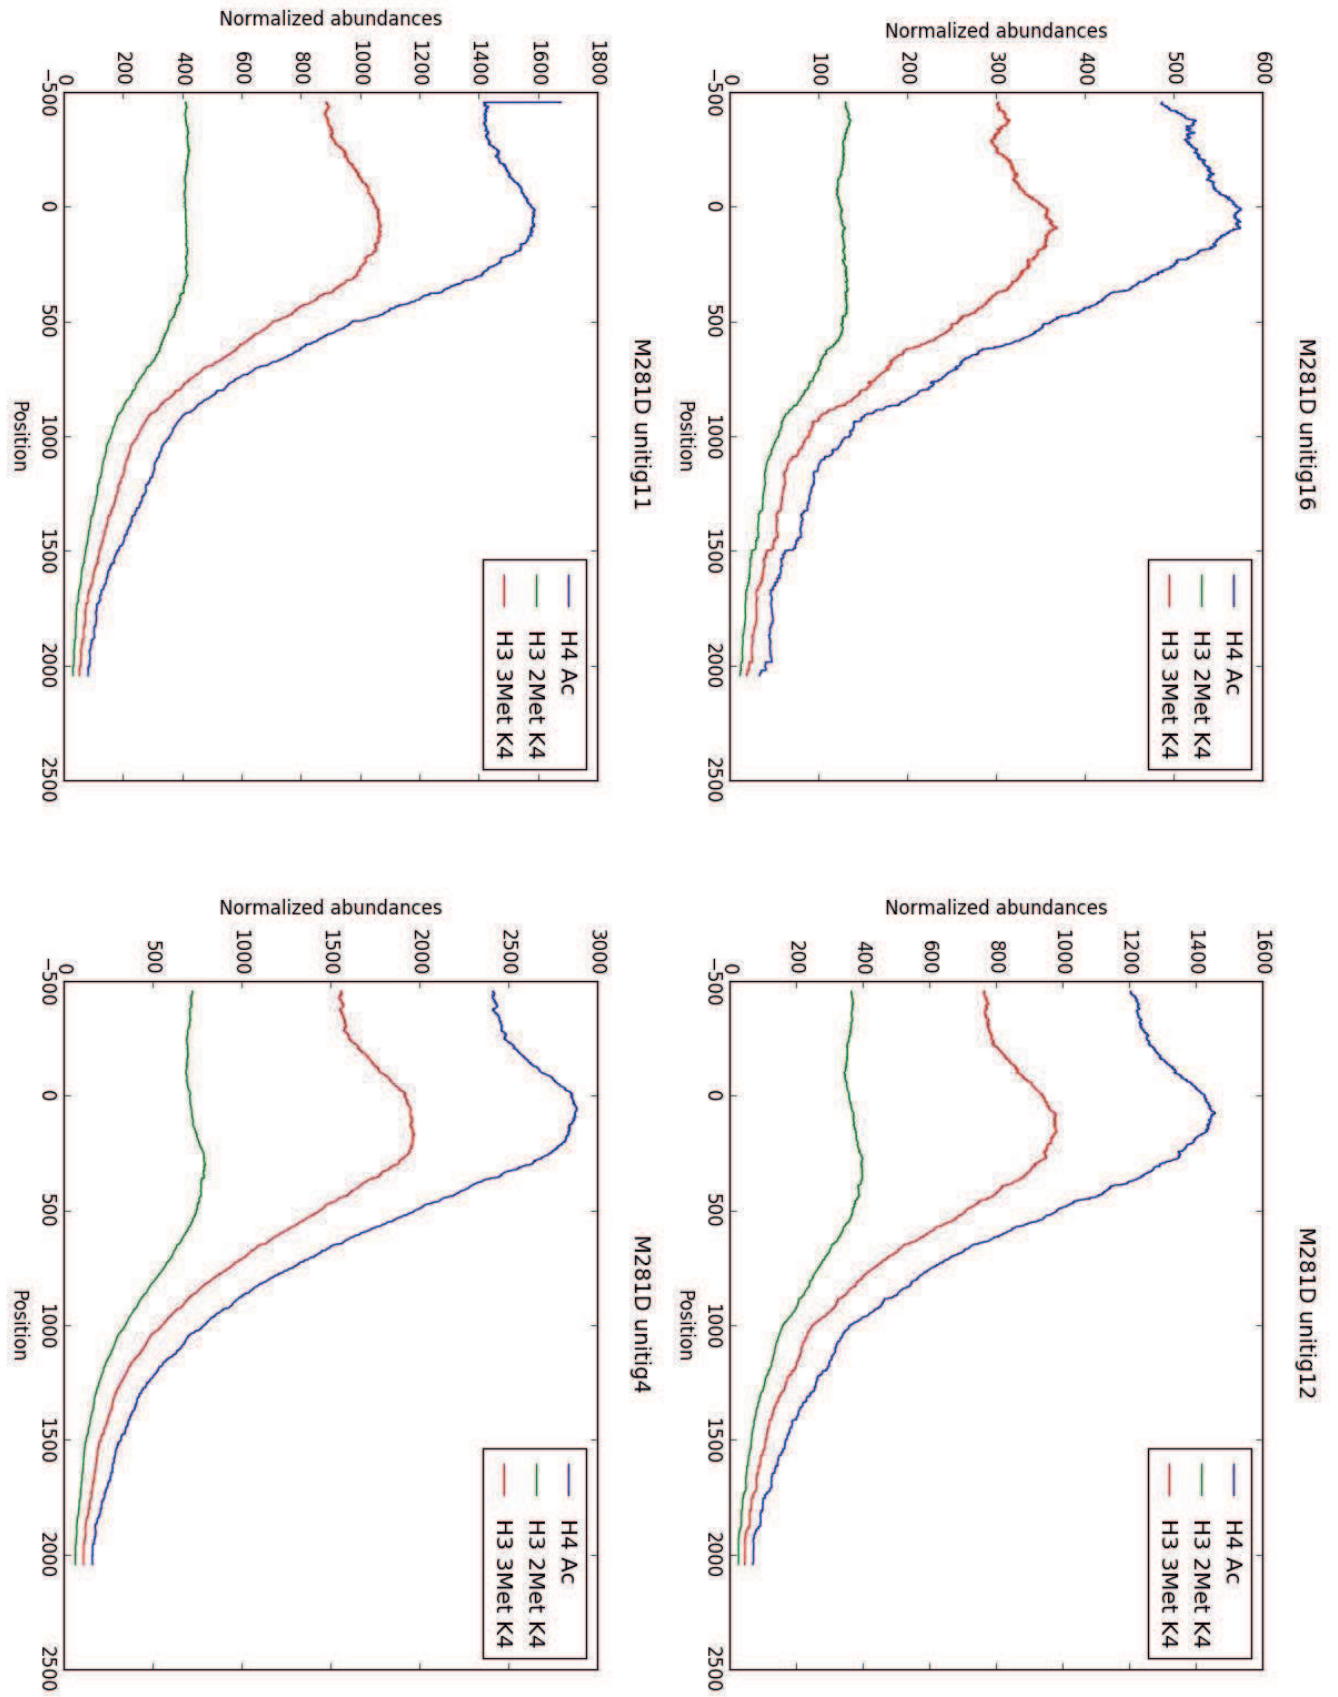 M281D unitig16
Normalized abundances
600
500
400
300
200
100
0
−500
0
500
1000
1500
2000
2500
Position
H4 Ac
H3 2Met K4
H3 3Met K4
M281D unitig12
Normalized abundances
1600
1400
1200
1000
800
600
400
200
0
−500
0
500
1000
1500
2000
2500
Position
H4 Ac
H3 2Met K4
H3 3Met K4
M281D unitig11
Normalized abundances
1800
1600
1400
1200
1000
800
600
400
200
0
−500
0
500
1000
1500
2000
2500
Position
H4 Ac
H3 2Met K4
H3 3Met K4
M281D unitig4
Normalized abundances
3000
2500
2000
1500
1000
500
0
−500
0
500
1000
1500
2000
2500
Position
H4 Ac
H3 2Met K4
H3 3Met K4